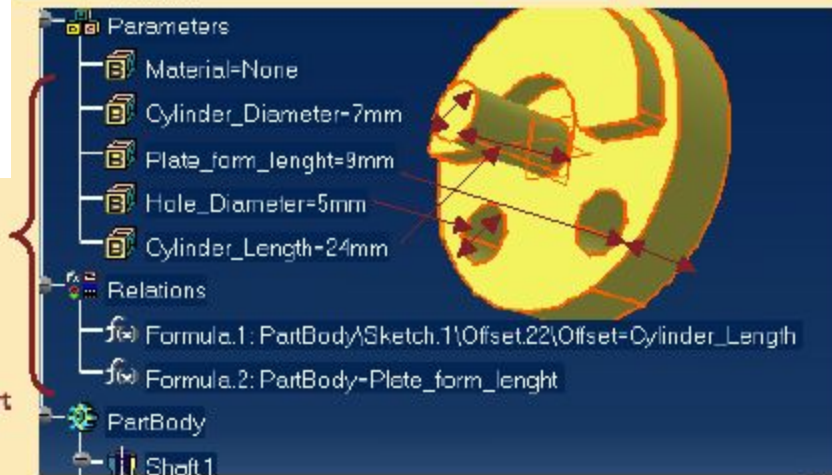 Parameters
Material=None
Cylinder_Diameter=7mm
Plate_form_lenght=9mm
Hole_Diameter=5mm
Cylinder_Length=24mm
Relations
Formula.1: PartBody\Sketch.1\Offset.22\Offset=Cylinder_Length
Formula.2: PartBody=Plate_form_lenght
PartBody
Shaft.1